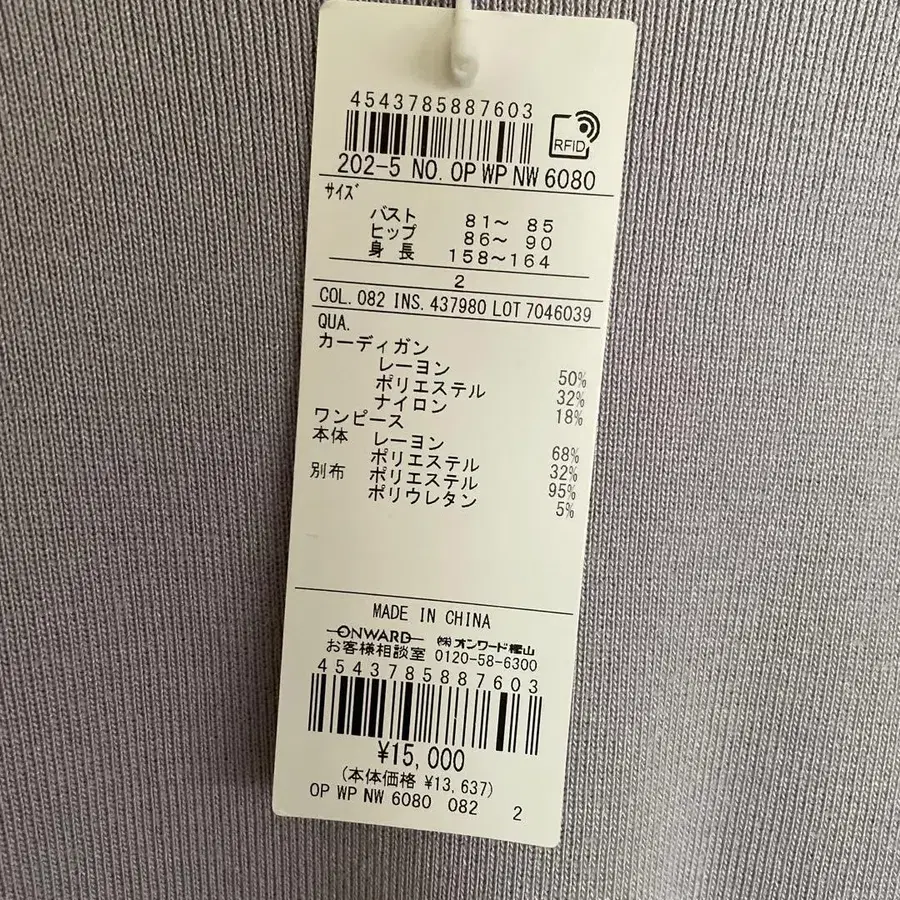 4543785887603
RFID
202-5 NO. OP WP NW 6080
サイズ
バスト 81～ 85
ヒップ 86～ 90
身長 158～164
2
COL. 082 INS. 437980 LOT 7046039
QUA.
カーディガン
レーヨン 50%
ポリエステル 32%
ナイロン 18%
ワンピース
本体 レーヨン 68%
ポリエステル 32%
別布 ポリエステル 95%
ポリウレタン 5%
MADE IN CHINA
ONWARD ㈱オンワード樫山
お客様相談室 0120-58-6300
4543785887603
¥15,000
(本体価格 ¥13,637)
OP WP NW 6080 082 2